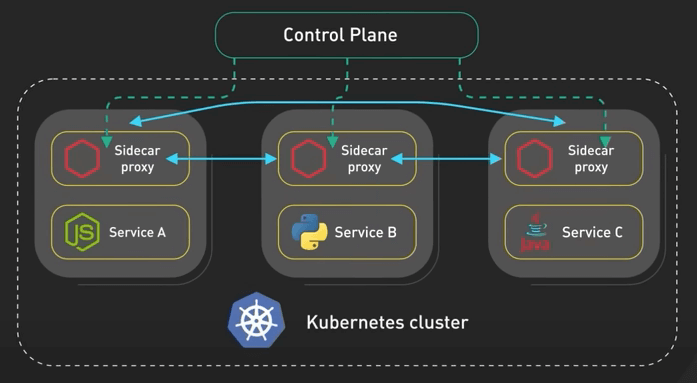 Control Plane
Sidecar
proxy
Sidecar
proxy
Sidecar
proxy
JS
Service A
Service B
Java
Service C
Kubernetes cluster